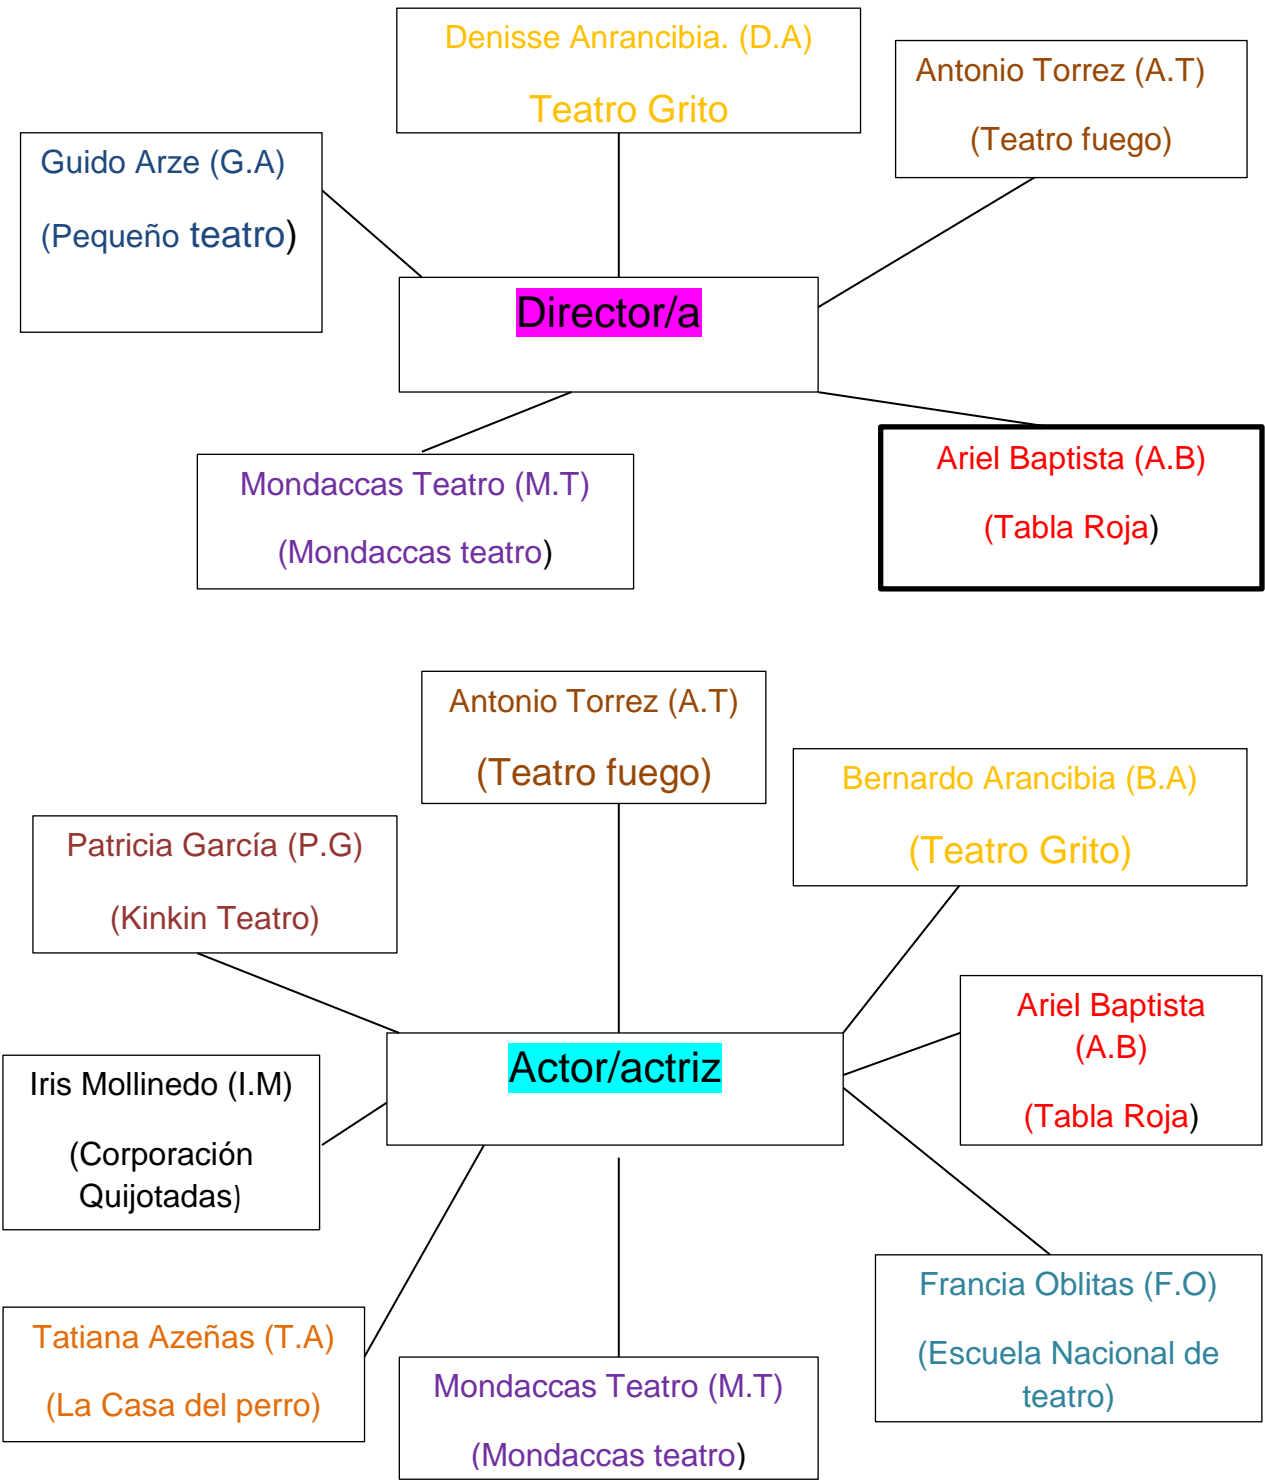 Denisse Anrancibia. (D.A)
Teatro Grito
Antonio Torrez (A.T)
(Teatro fuego)
Guido Arze (G.A)
(Pequeño teatro)
Director/a
Mondaccas Teatro (M.T)
(Mondaccas teatro)
Ariel Baptista (A.B)
(Tabla Roja)
Antonio Torrez (A.T)
(Teatro fuego)
Bernardo Arancibia (B.A)
(Teatro Grito)
Patricia García (P.G)
(Kinkin Teatro)
Ariel Baptista
(A.B)
(Tabla Roja)
Actor/actriz
Iris Mollinedo (I.M)
(Corporación
Quijotadas)
Francia Oblitas (F.O)
(Escuela Nacional de
teatro)
Tatiana Azeñas (T.A)
(La Casa del perro)
Mondaccas Teatro (M.T)
(Mondaccas teatro)